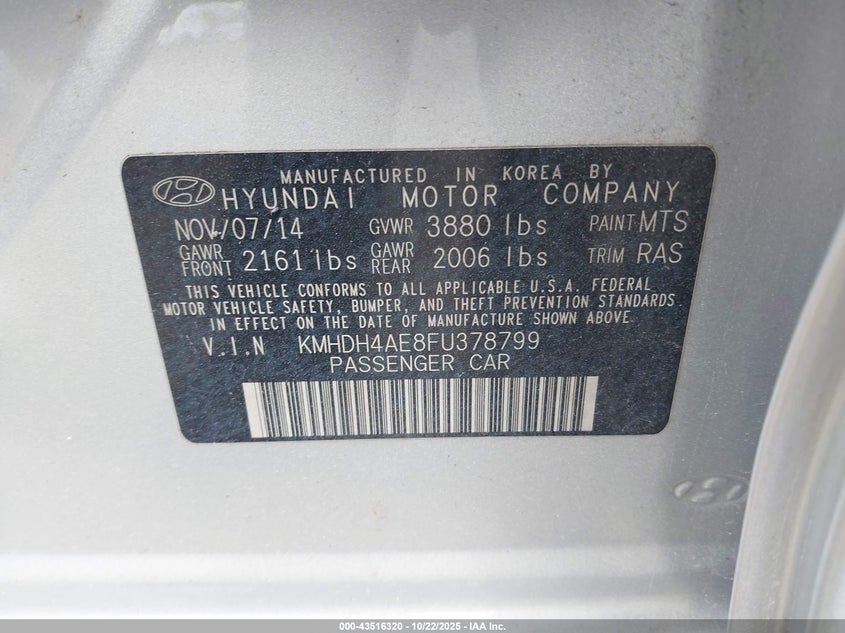 MANUFACTURED IN KOREA BY
HYUNDAI MOTOR COMPANY
NOV/07/14 GVWR 3880 lbs PAINT MTS
GAWR FRONT 2161 lbs GAWR REAR 2006 lbs TRIM RAS
THIS VEHICLE CONFORMS TO ALL APPLICABLE U.S.A. FEDERAL
MOTOR VEHICLE SAFETY, BUMPER, AND THEFT PREVENTION STANDARDS
IN EFFECT ON THE DATE OF MANUFACTURE SHOWN ABOVE.
V.I.N KMHDH4AE8FU378799
PASSENGER CAR
000-43516320 - 10/22/2025 - IAA Inc.